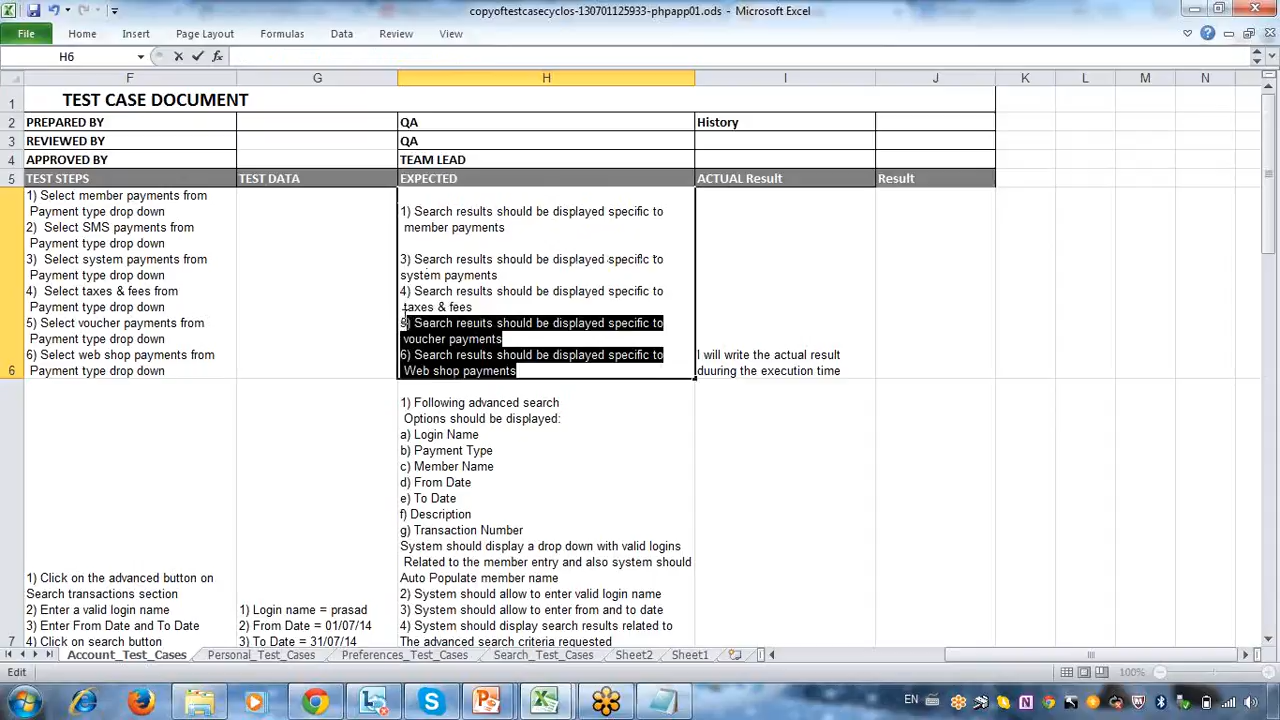 copyoftestcasecyclos-130701125933-phpapp01.ods - Microsoft Excel
File Home Insert Page Layout Formulas Data Review View
H6
F G H I J K L M N
1 TEST CASE DOCUMENT
2 PREPARED BY QA History
3 REVIEWED BY QA
4 APPROVED BY TEAM LEAD
5 TEST STEPS TEST DATA EXPECTED ACTUAL Result Result
1) Select member payments from
Payment type drop down
2) Select SMS payments from
Payment type drop down
3) Select system payments from
Payment type drop down
4) Select taxes & fees from
Payment type drop down
5) Select voucher payments from
Payment type drop down
6) Select web shop payments from
Payment type drop down
1) Search results should be displayed specific to
member payments
3) Search results should be displayed specific to
system payments
4) Search results should be displayed specific to
taxes & fees
5) Search reeults should be displayed specific to
voucher payments
6) Search results should be displayed specific to
Web shop payments
I will write the actual result
duuring the execution time
6
1) Click on the advanced button on
Search transactions section
2) Enter a valid login name
3) Enter From Date and To Date
4) Click on search button
1) Login name = prasad
2) From Date = 01/07/14
3) To Date = 31/07/14
1) Following advanced search
Options should be displayed:
a) Login Name
b) Payment Type
c) Member Name
d) From Date
e) To Date
f) Description
g) Transaction Number
System should display a drop down with valid logins
Related to the member entry and also system should
Auto Populate member name
2) System should allow to enter valid login name
3) System should allow to enter from and to date
4) System should display search results related to
The advanced search criteria requested
7
Account_Test_Cases Personal_Test_Cases Preferences_Test_Cases Search_Test_Cases Sheet2 Sheet1
Edit 100%
EN